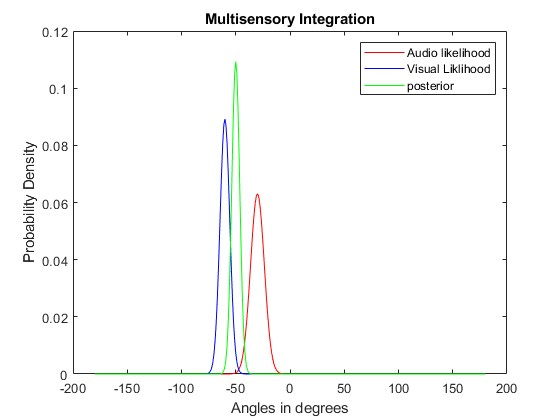 Multisensory Integration
Audio likelihood
Visual Liklihood
posterior
Probability Density
0.12
0.1
0.08
0.06
0.04
0.02
0
-200
-150
-100
-50
0
50
100
150
200
Angles in degrees